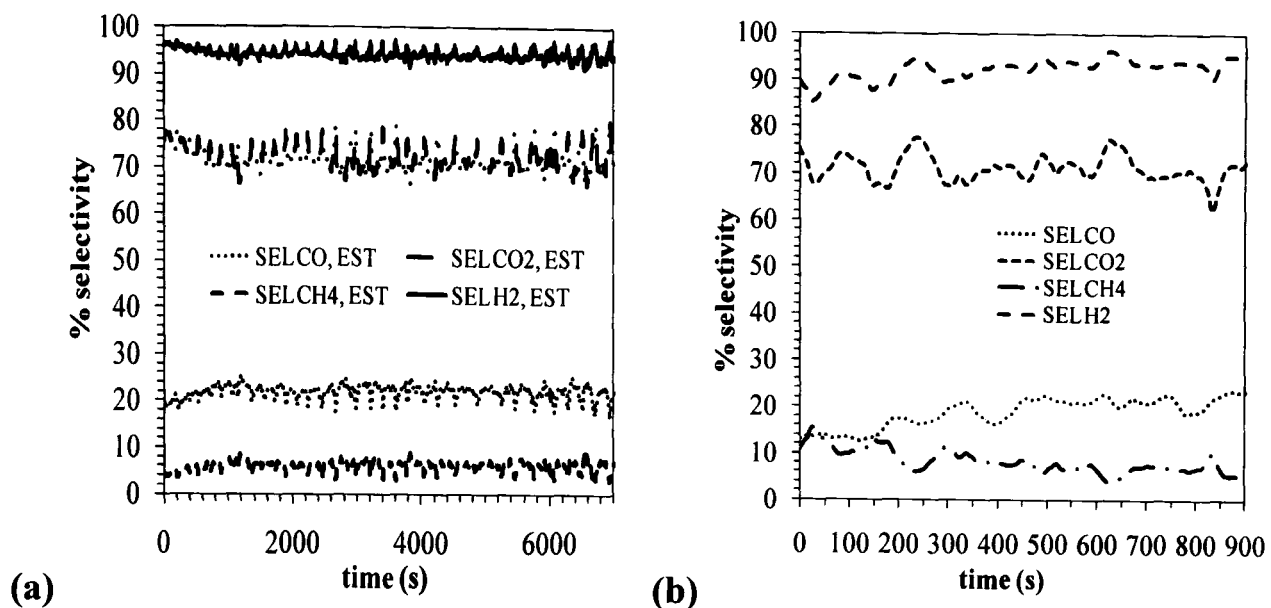 100
90
80
70
60
50
40
30
20
10
0
% selectivity
SELCO, EST
SELCO2, EST
SELCH4, EST
SELH2, EST
0 2000 4000 6000
time (s)
(a)
100
90
80
70
60
50
40
30
20
10
0
% selectivity
SELCO
SELCO2
SELCH4
SELH2
0 100 200 300 400 500 600 700 800 900
time (s)
(b)